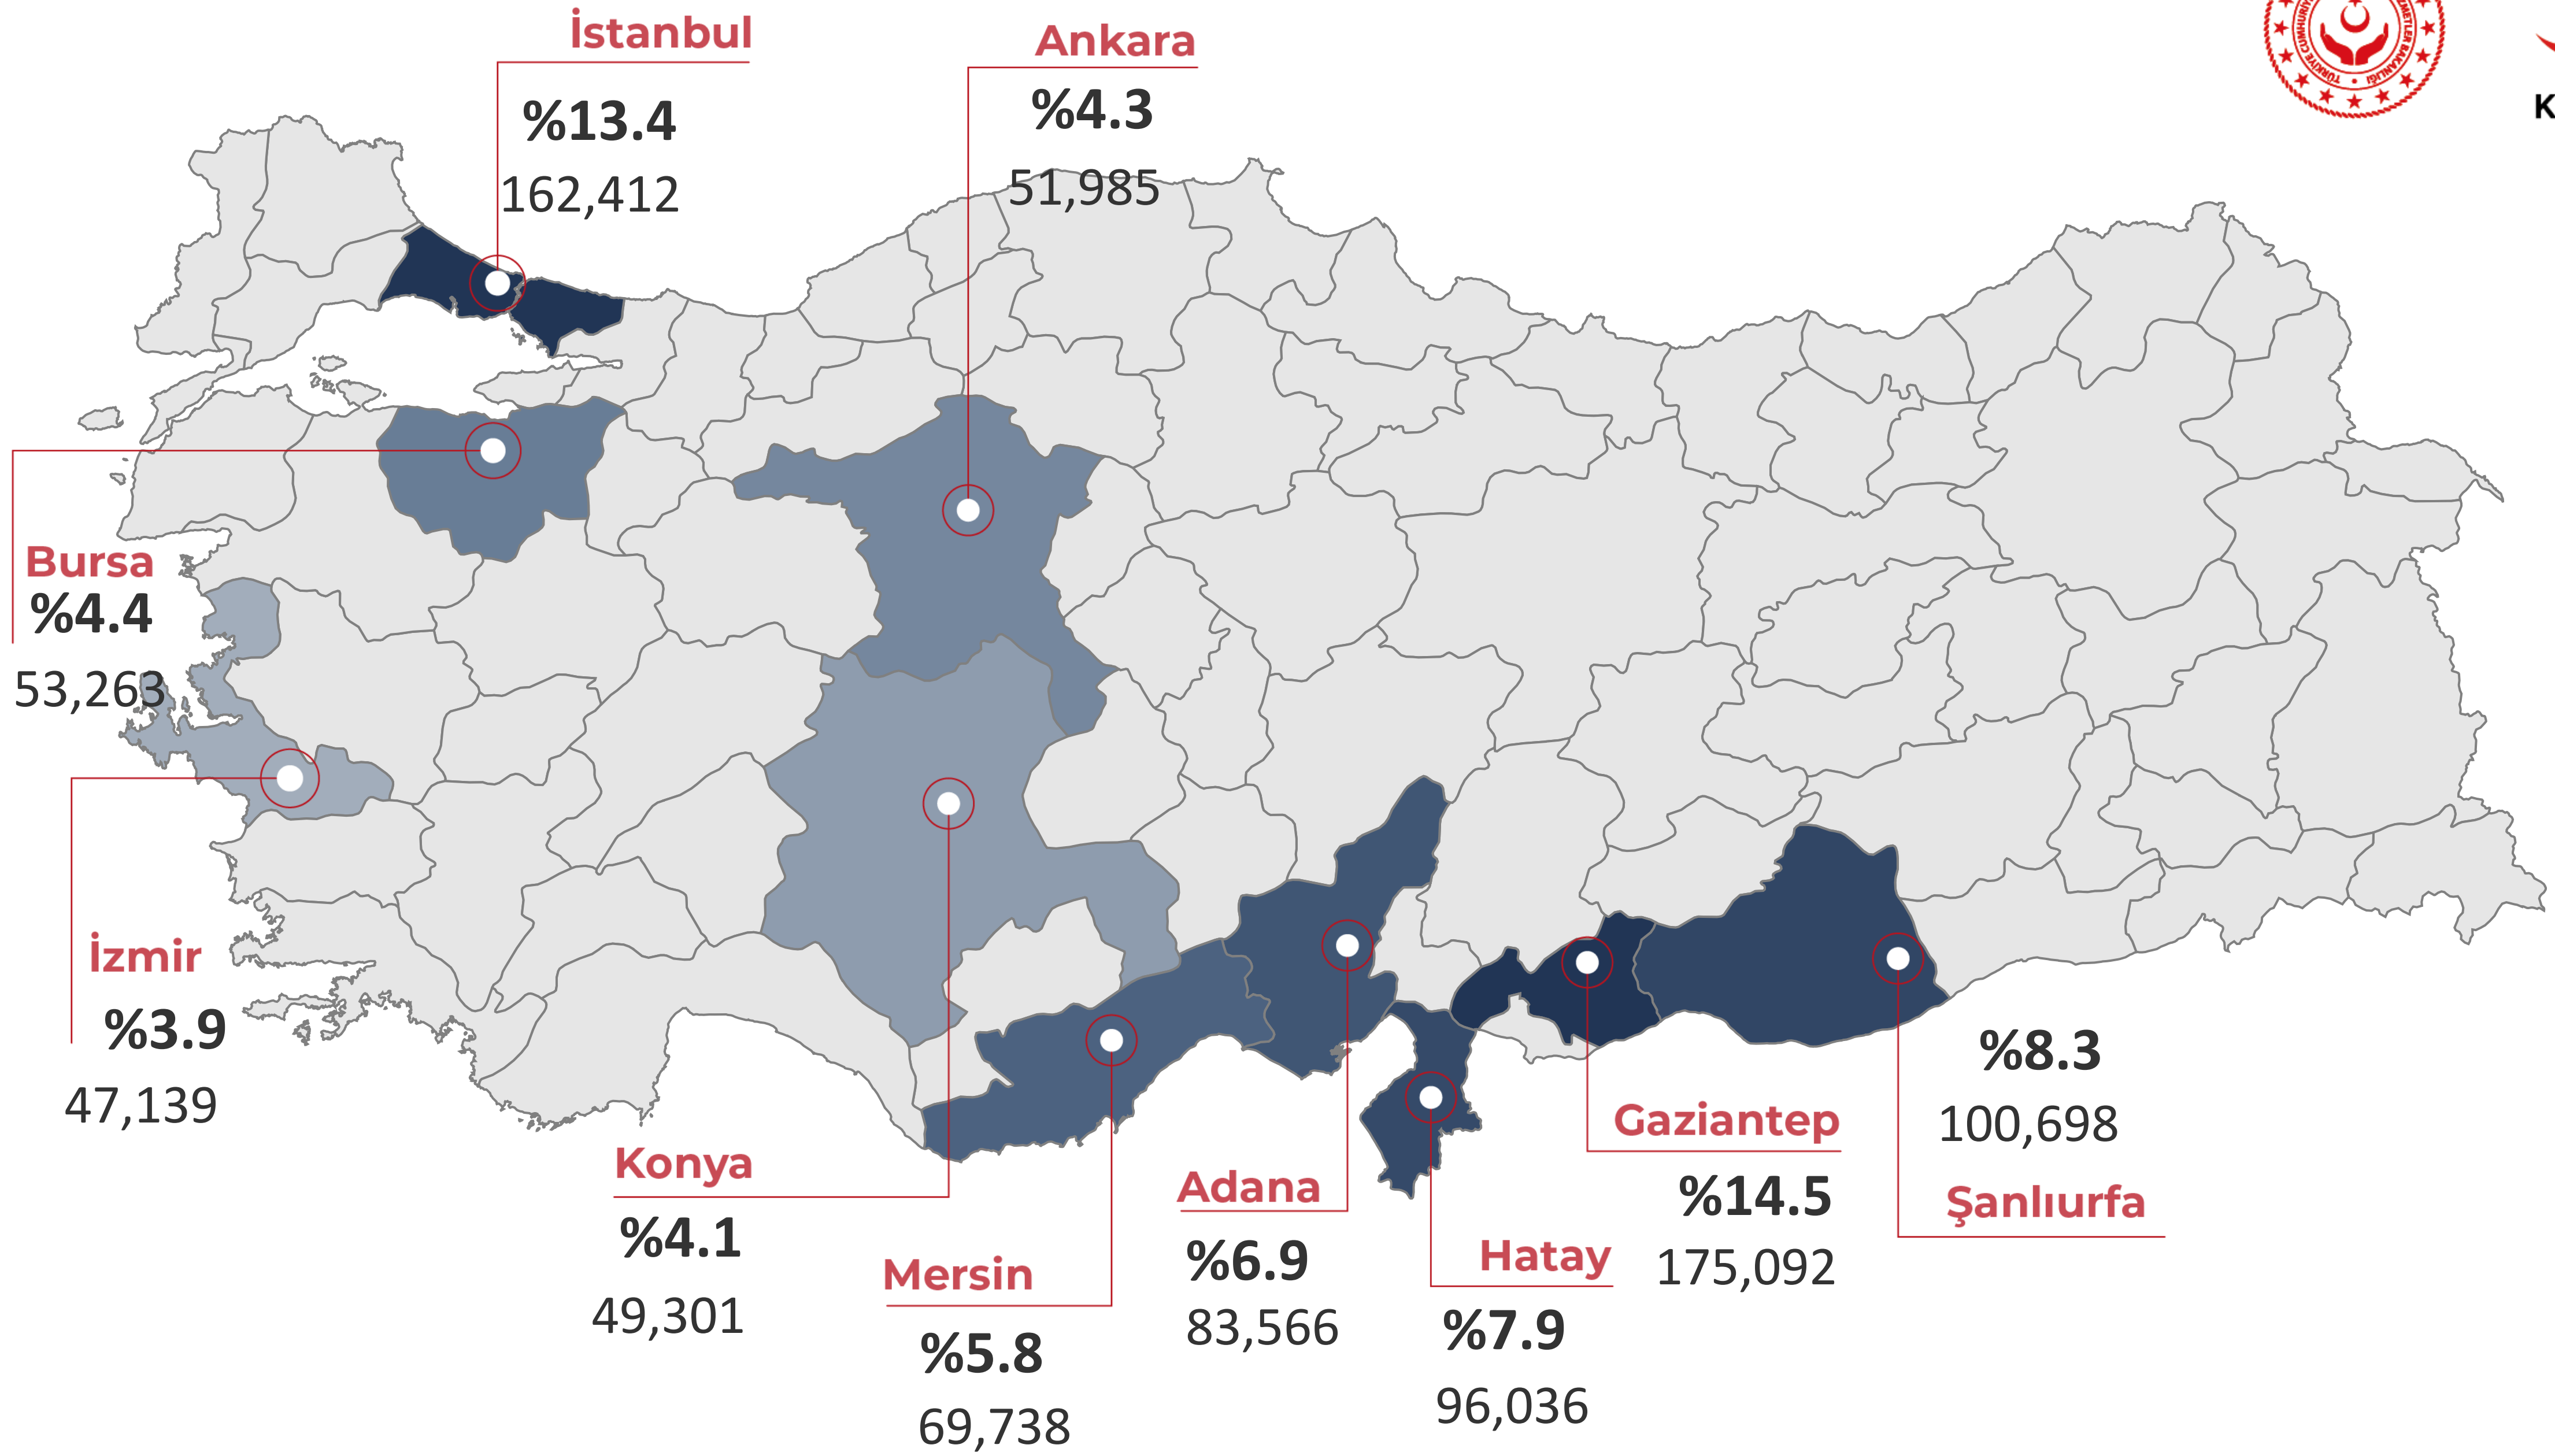 İstanbul
%13.4
162,412
Ankara
%4.3
51,985
K
Bursa
%4.4
53,263
İzmir
%3.9
47,139
Konya
%4.1
49,301
Mersin
%5.8
69,738
Adana
%6.9
83,566
Hatay
%7.9
96,036
Gaziantep
%14.5
175,092
%8.3
100,698
Şanlıurfa